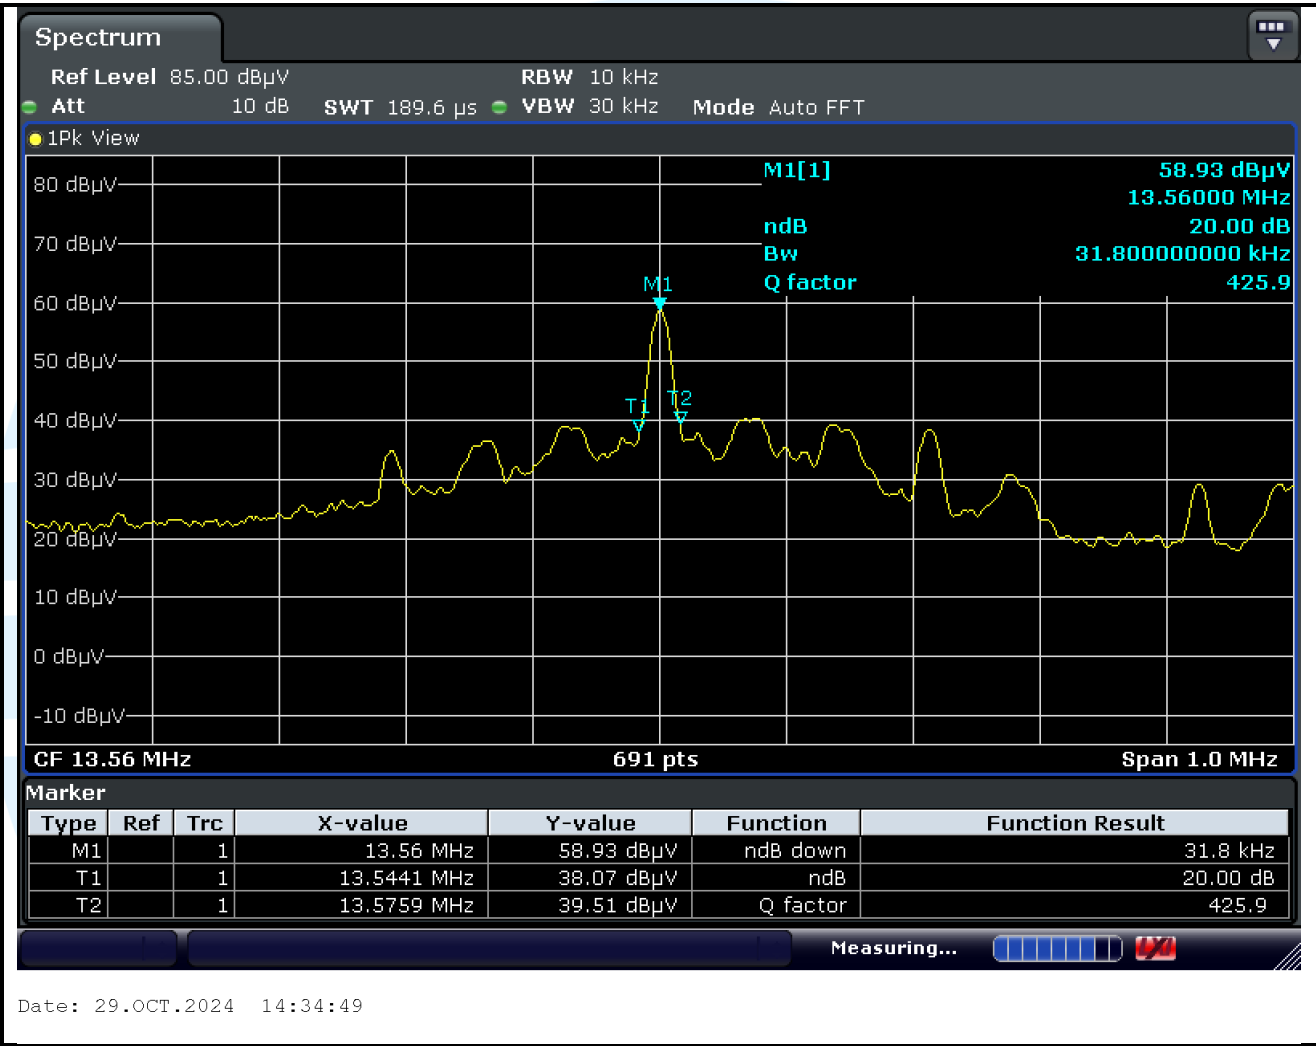 Spectrum
Ref Level 85.00 dBµV RBW 10 kHz
Att 10 dB SWT 189.6 µs VBW 30 kHz Mode Auto FFT
1Pk View
M1[1] 58.93 dBµV
13.56000 MHz
ndB 20.00 dB
Bw 31.800000000 kHz
Q factor 425.9
80 dBµV
70 dBµV
60 dBµV
50 dBµV
40 dBµV
30 dBµV
20 dBµV
10 dBµV
0 dBµV
-10 dBµV
M1
T1
T2
CF 13.56 MHz 691 pts Span 1.0 MHz
Marker
Type Ref Trc X-value Y-value Function Function Result
M1 1 13.56 MHz 58.93 dBµV ndB down 31.8 kHz
T1 1 13.5441 MHz 38.07 dBµV ndB 20.00 dB
T2 1 13.5759 MHz 39.51 dBµV Q factor 425.9
Measuring... LXI
Date: 29.OCT.2024 14:34:49